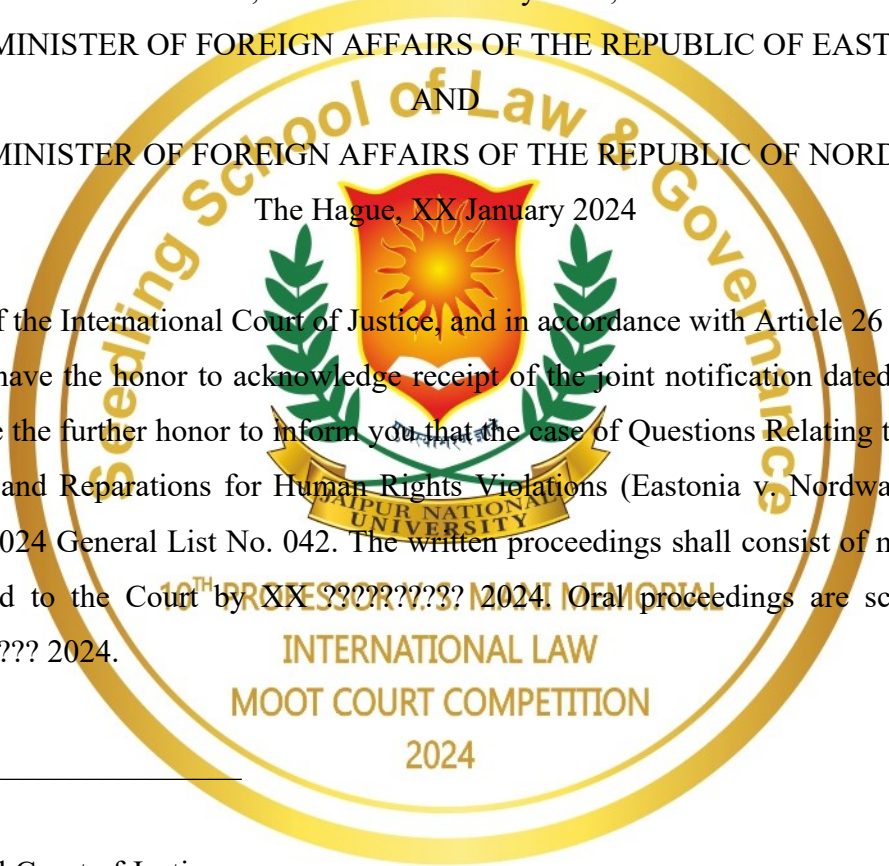 MINISTER OF FOREIGN AFFAIRS OF THE REPUBLIC OF EAST
AND
MINISTER OF FOREIGN AFFAIRS OF THE REPUBLIC OF NORD
The Hague, XX January 2024
f the International Court of Justice, and in accordance with Article 26
have the honor to acknowledge receipt of the joint notification dated
e the further honor to inform you that the case of Questions Relating t
and Reparations for Human Rights Violations (Eastonia v. Nordwa
024 General List No. 042. The written proceedings shall consist of
d to the Court by XX ?????????? 2024. Oral proceedings are sc
??? 2024.
Seedling School of Law & Governance
JAIPUR NATIONAL
UNIVERSITY
10TH PROFESSOR V.S. MANI MEMORIAL
INTERNATIONAL LAW
MOOT COURT COMPETITION
2024